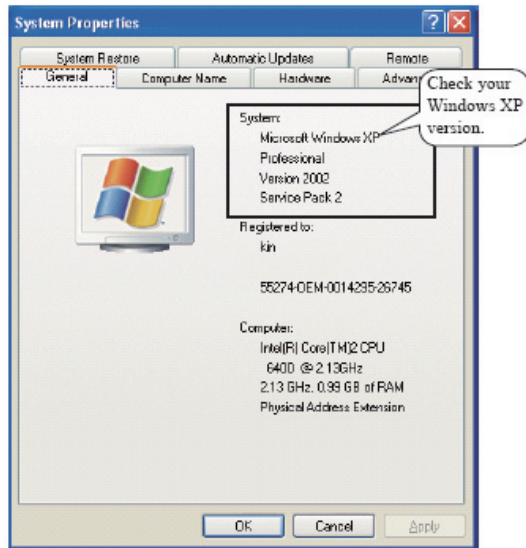 System Properties
System Restore Automatic Updates Remote
General Computer Name Hardware Advan
Check your
Windows XP
version.
System:
Microsoft Windows XP
Professional
Version 2002
Service Pack 2
Registered to:
kin
55274-OEM-0014295-26745
Computer:
Intel(R) Core(TM)2 CPU
6400 @ 2.13GHz
2.13 GHz, 0.99 GB of RAM
Physical Address Extension
OK Cancel Apply